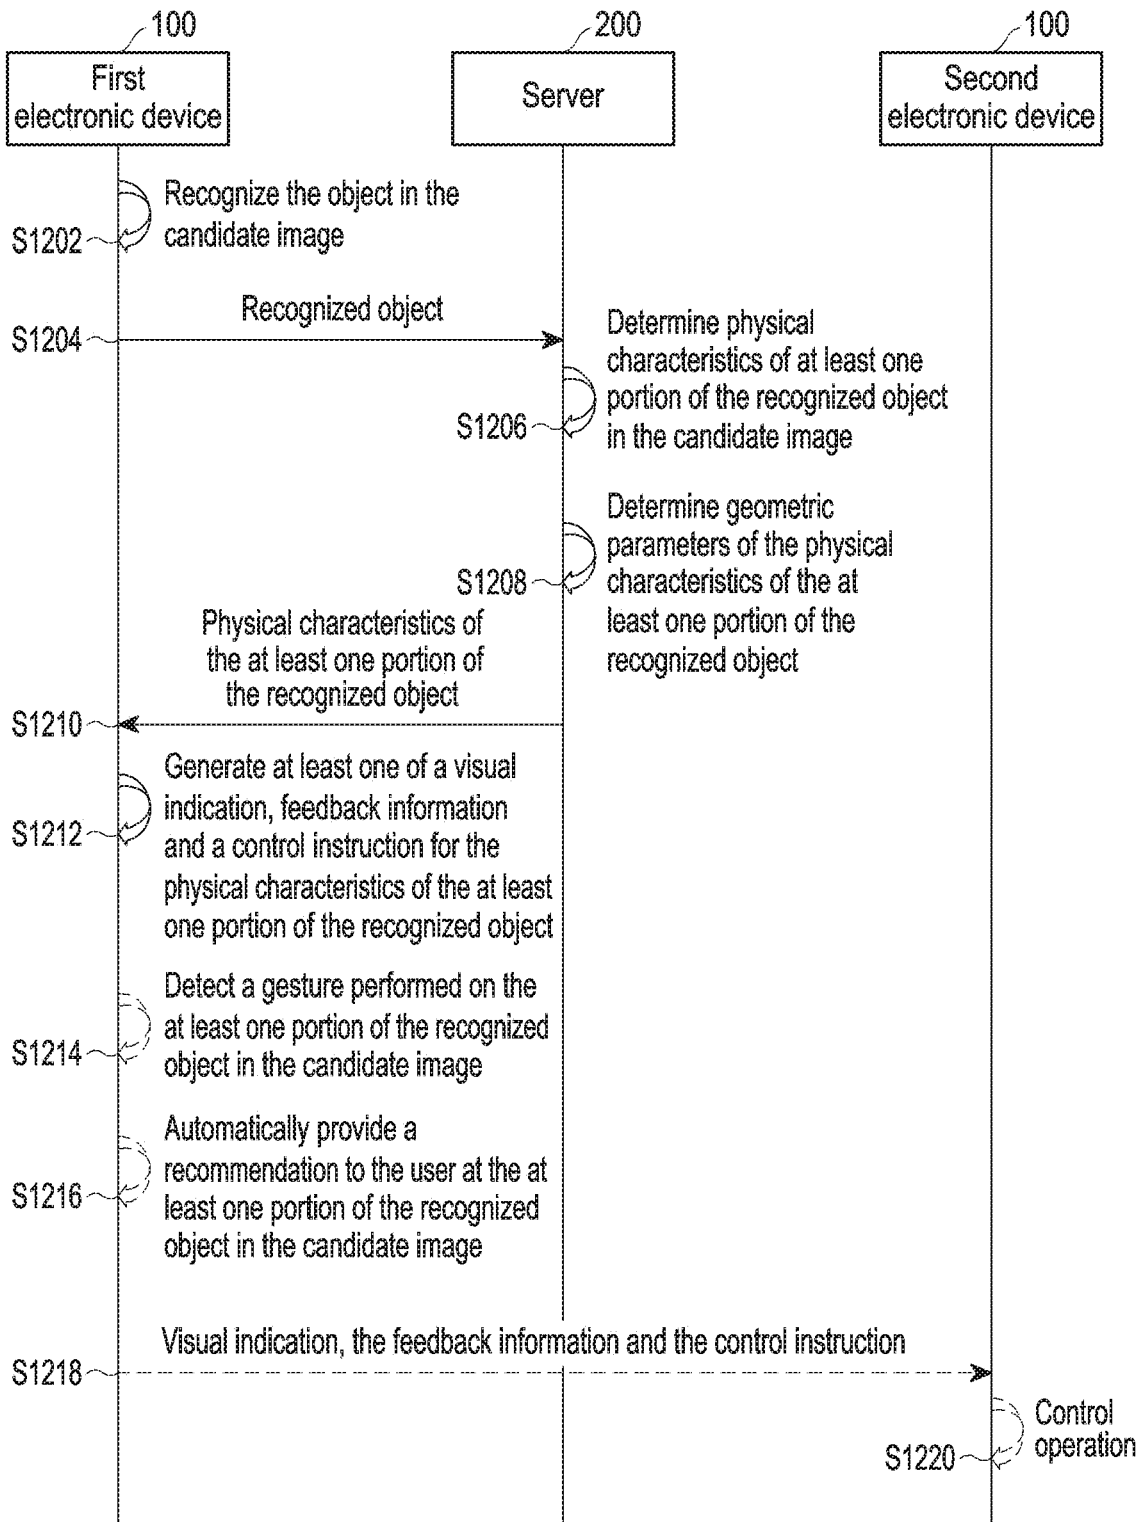 100
200
100
First
electronic device
Server
Second
electronic device
Recognize the object in the
candidate image
S1202
Recognized object
S1204
Determine physical
characteristics of at least one
portion of the recognized object
in the candidate image
S1206
Determine geometric
parameters of the physical
characteristics of the at
least one portion of the
recognized object
S1208
Physical characteristics of
the at least one portion of
the recognized object
S1210
Generate at least one of a visual
indication, feedback information
and a control instruction for the
physical characteristics of the at least
one portion of the recognized object
S1212
Detect a gesture performed on the
at least one portion of the recognized
object in the candidate image
S1214
Automatically provide a
recommendation to the user at the at
least one portion of the recognized
object in the candidate image
S1216
Visual indication, the feedback information and the control instruction
S1218
Control
operation
S1220